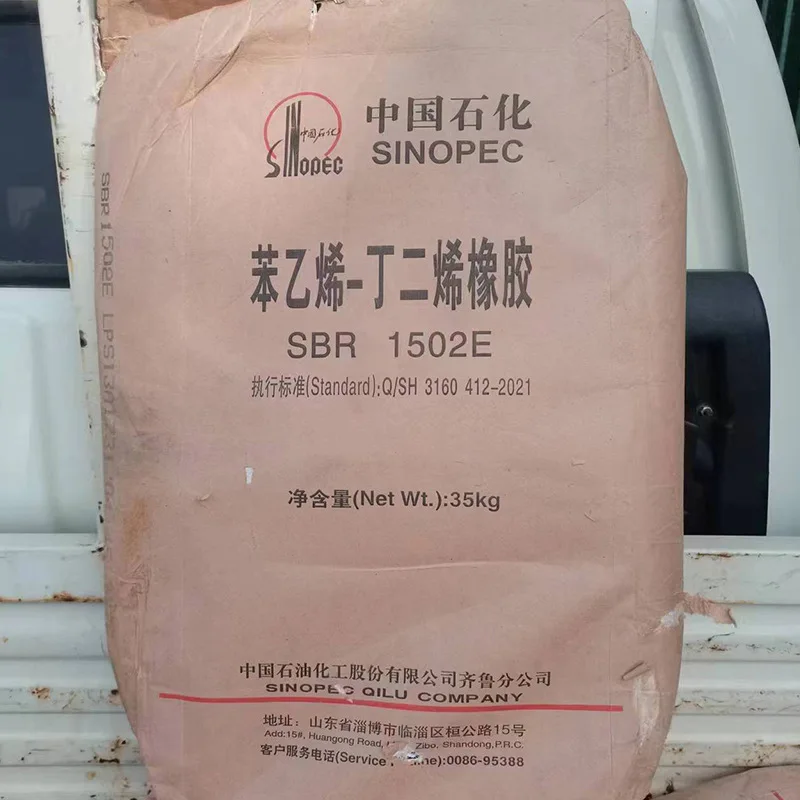 中国石化
SINOPEC
中国石化
SINOPEC
苯乙烯-丁二烯橡胶
SBR 1502E
执行标准(Standard):Q/SH 3160 412-2021
净含量(Net Wt.):35kg
中国石油化工股份有限公司齐鲁分公司
SINOPEC QILU COMPANY
地址：山东省淄博市临淄区桓公路15号
Add:15#, Huangong Road, Zibo, Shandong,P.R.C.
客户服务电话(Service :0086-95388
SBR1502E